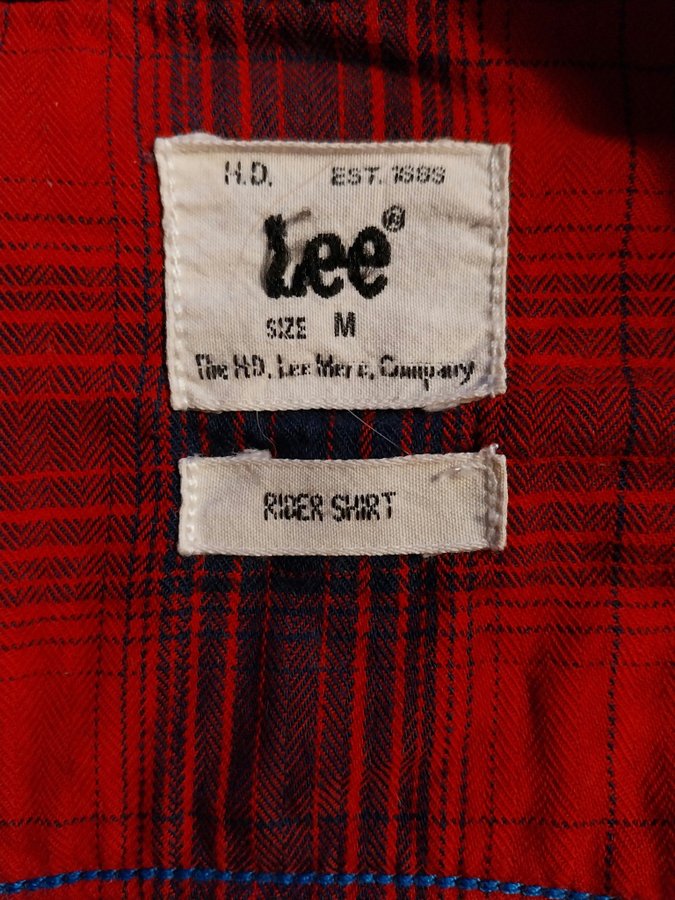 H.D. EST. 1889
Lee®
SIZE M
The H.D. Lee Merc. Company
RIDER SHIRT